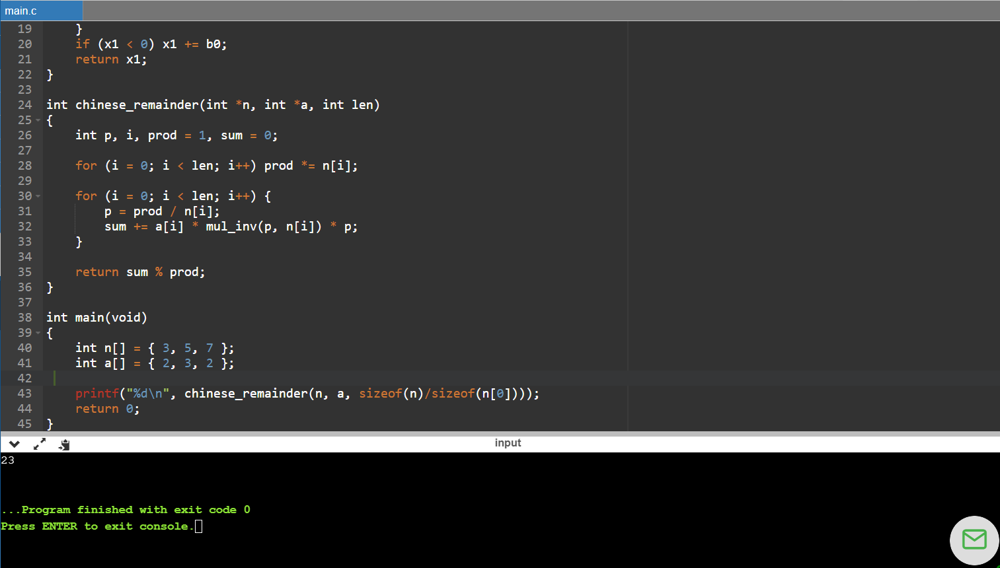 main.c
19 }
20 if (x1 < 0) x1 += b0;
21 return x1;
22 }
23
24 int chinese_remainder(int *n, int *a, int len)
25 {
26 int p, i, prod = 1, sum = 0;
27
28 for (i = 0; i < len; i++) prod *= n[i];
29
30 for (i = 0; i < len; i++) {
31 p = prod / n[i];
32 sum += a[i] * mul_inv(p, n[i]) * p;
33 }
34
35 return sum % prod;
36 }
37
38 int main(void)
39 {
40 int n[] = { 3, 5, 7 };
41 int a[] = { 2, 3, 2 };
42
43 printf("%d\n", chinese_remainder(n, a, sizeof(n)/sizeof(n[0])));
44 return 0;
45 }
input
23
...Program finished with exit code 0
Press ENTER to exit console.